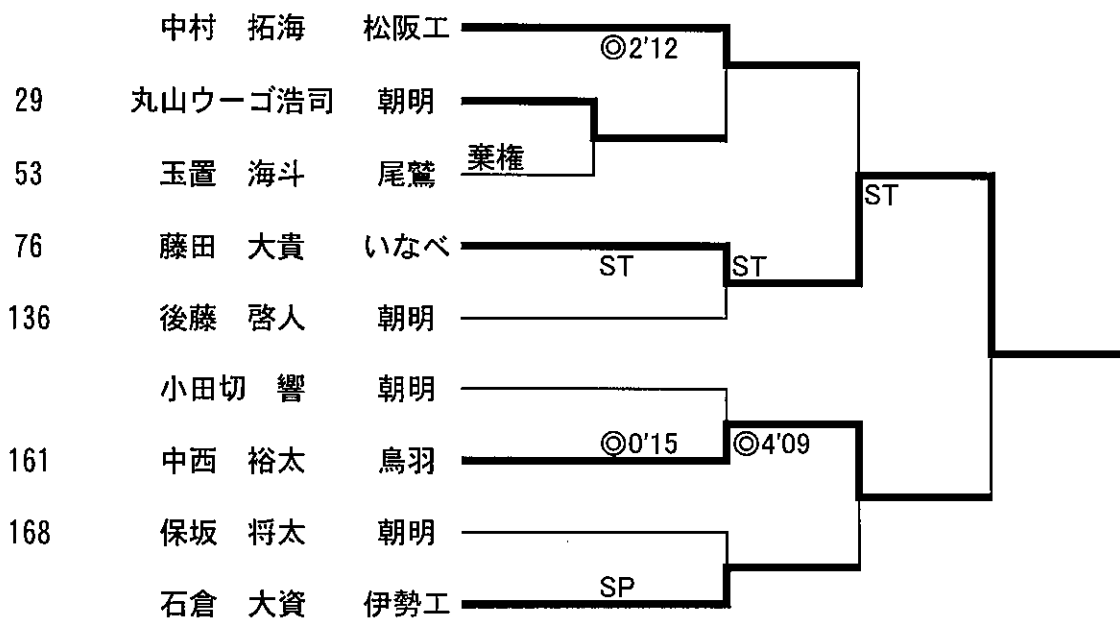 中村　拓海　松阪工
◎2'12
29　丸山ウーゴ浩司　朝明
53　玉置　海斗　尾鷲　棄権
ST
76　藤田　大貴　いなべ
ST　ST
136　後藤　啓人　朝明
小田切　響　朝明
161　中西　裕太　鳥羽　◎0'15　◎4'09
168　保坂　将太　朝明
SP
石倉　大資　伊勢工